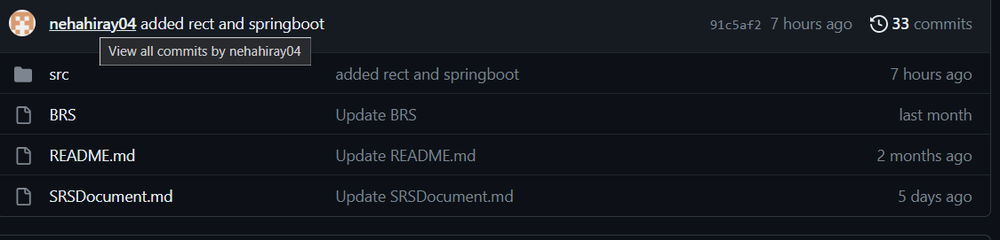 nehahiray04 added rect and springboot 91c5af2 7 hours ago 33 commits
View all commits by nehahiray04
src added rect and springboot 7 hours ago
BRS Update BRS last month
README.md Update README.md 2 months ago
SRSDocument.md Update SRSDocument.md 5 days ago